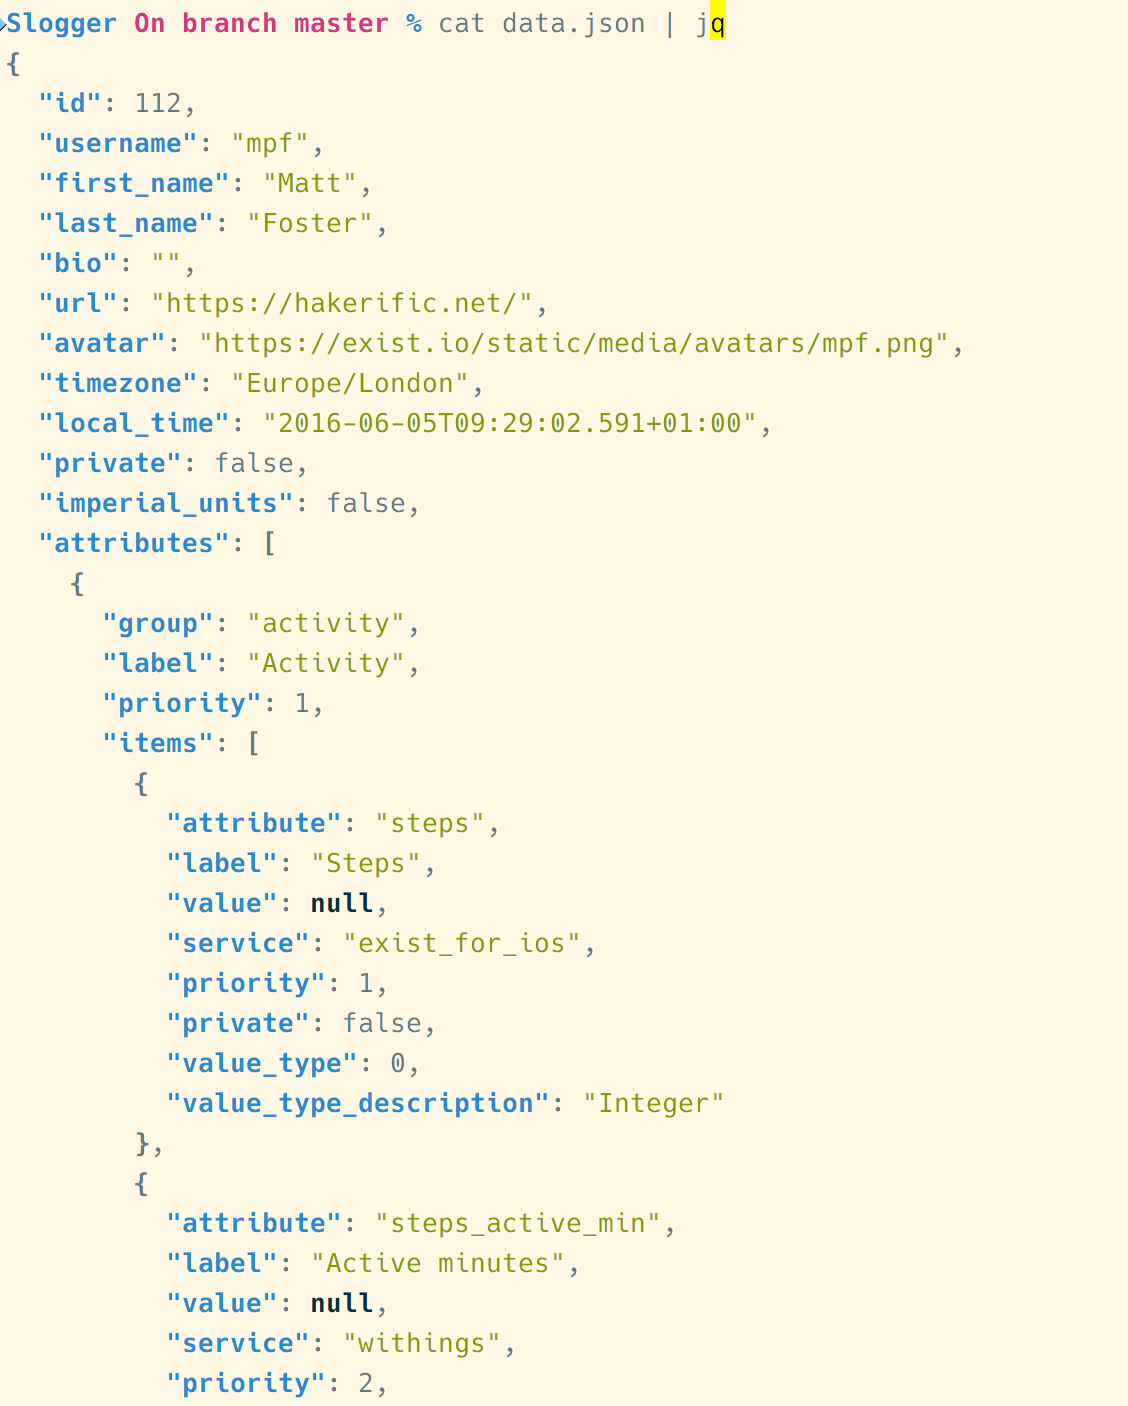 Slogger On branch master % cat data.json | jq
{
  "id": 112,
  "username": "mpf",
  "first_name": "Matt",
  "last_name": "Foster",
  "bio": "",
  "url": "https://hakerific.net/",
  "avatar": "https://exist.io/static/media/avatars/mpf.png",
  "timezone": "Europe/London",
  "local_time": "2016-06-05T09:29:02.591+01:00",
  "private": false,
  "imperial_units": false,
  "attributes": [
    {
      "group": "activity",
      "label": "Activity",
      "priority": 1,
      "items": [
        {
          "attribute": "steps",
          "label": "Steps",
          "value": null,
          "service": "exist_for_ios",
          "priority": 1,
          "private": false,
          "value_type": 0,
          "value_type_description": "Integer"
        },
        {
          "attribute": "steps_active_min",
          "label": "Active minutes",
          "value": null,
          "service": "withings",
          "priority": 2,